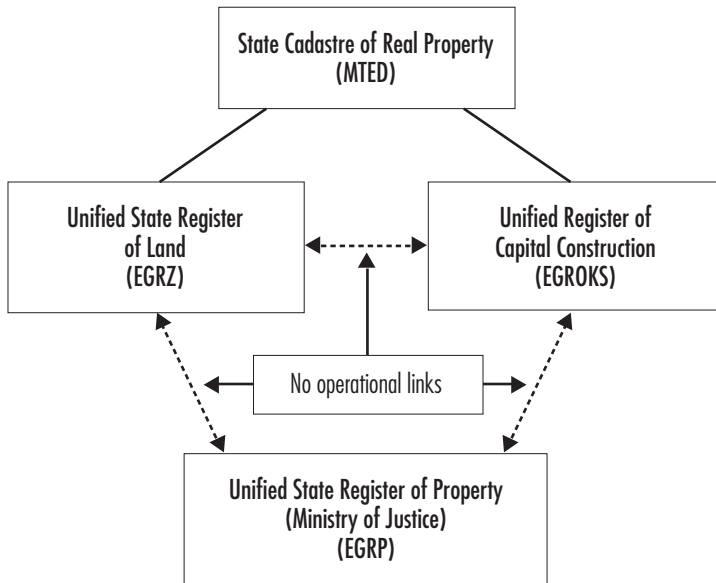 State Cadastre of Real Property
(MTED)
Unified State Register
of Land
(EGRZ)
Unified Register of
Capital Construction
(EGROKS)
No operational links
Unified State Register of Property
(Ministry of Justice)
(EGRP)